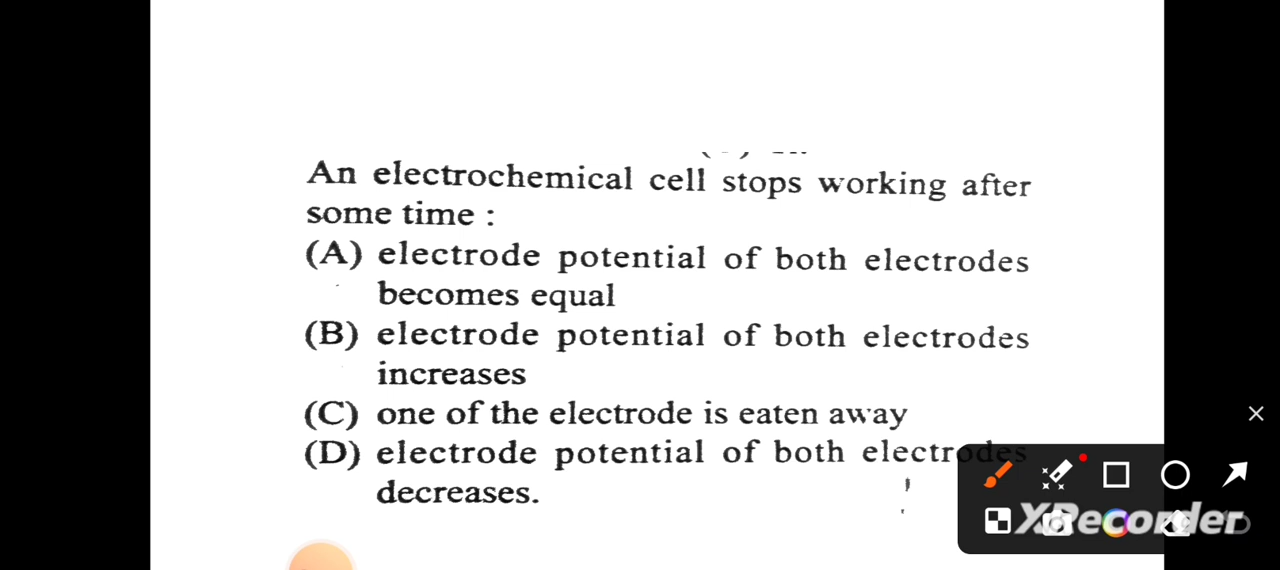 An electrochemical cell stops working after
some time :
(A) electrode potential of both electrodes
becomes equal
(B) electrode potential of both electrodes
increases
(C) one of the electrode is eaten away
(D) electrode potential of both electrodes
decreases.
XRecorder